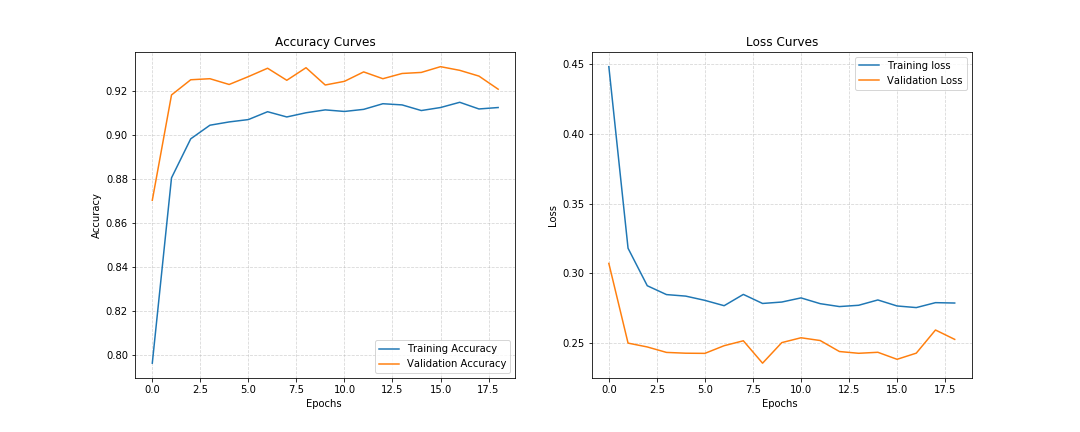 Accuracy Curves
0.92
0.90
0.88
0.86
0.84
0.82
0.80
Accuracy
Training Accuracy
Validation Accuracy
0.0 2.5 5.0 7.5 10.0 12.5 15.0 17.5
Epochs
Loss Curves
0.45
0.40
0.35
0.30
0.25
Loss
Training loss
Validation Loss
0.0 2.5 5.0 7.5 10.0 12.5 15.0 17.5
Epochs